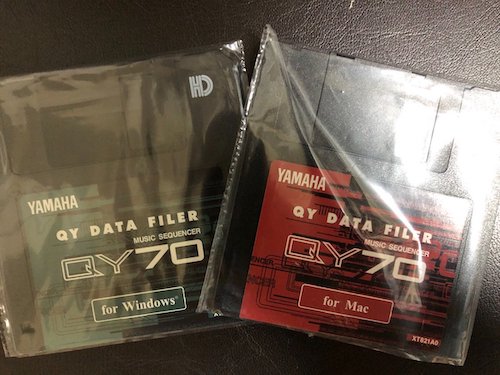 HD
YAMAHA
QY DATA FILER
MUSIC SEQUENCER
QY70
for Windows®
YAMAHA
QY DATA FILER
MUSIC SEQUENCER
QY70
for Mac
XT821A0